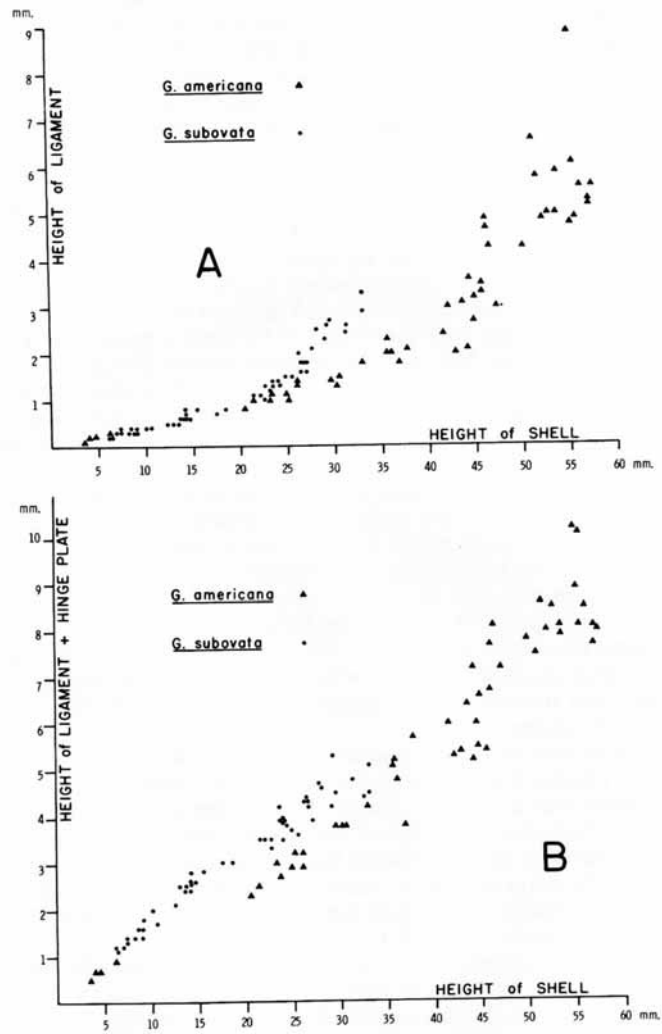 mm.
9
8
7
6
5
4
3
2
1
HEIGHT of LIGAMENT
G. americana
G. subovata
A
HEIGHT of SHELL
5 10 15 20 25 30 35 40 45 50 55 60 mm.
mm.
10
9
8
7
6
5
4
3
2
1
HEIGHT of LIGAMENT + HINGE PLATE
G. americana
G. subovata
B
HEIGHT of SHELL
5 10 15 20 25 30 35 40 45 50 55 60 mm.